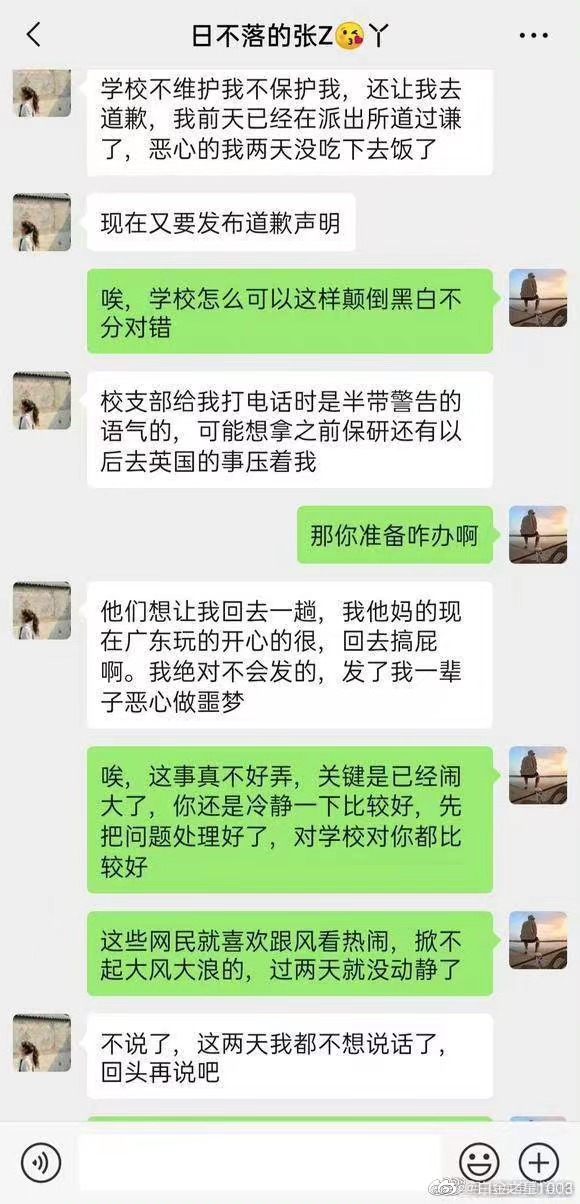 日不落的张Z😘丫
学校不维护我不保护我，还让我去
道歉，我前天已经在派出所道过谦
了，恶心的我两天没吃下去饭了
现在又要发布道歉声明
唉，学校怎么可以这样颠倒黑白不
分对错
校支部给我打电话时是半带警告的
语气的，可能想拿之前保研还有以
后去英国的事压着我
那你准备咋办啊
他们想让我回去一趟，我他妈的现
在广东玩的开心的很，回去搞屁
啊。我绝对不会发的，发了我一辈
子恶心做噩梦
唉，这事真不好弄，关键是已经闹
大了，你还是冷静一下比较好，先
把问题处理好了，对学校对你都比
较好
这些网民就喜欢跟风看热闹，掀不
起大风大浪的，过两天就没动静了
不说了，这两天我都不想说话了，
回头再说吧